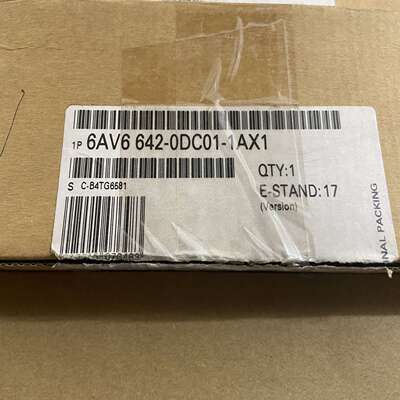 1P 6AV6 642-0DC01-1AX1
QTY:1
S C-B4TG6581
E-STAND:17
(Version)
NAL PACKING